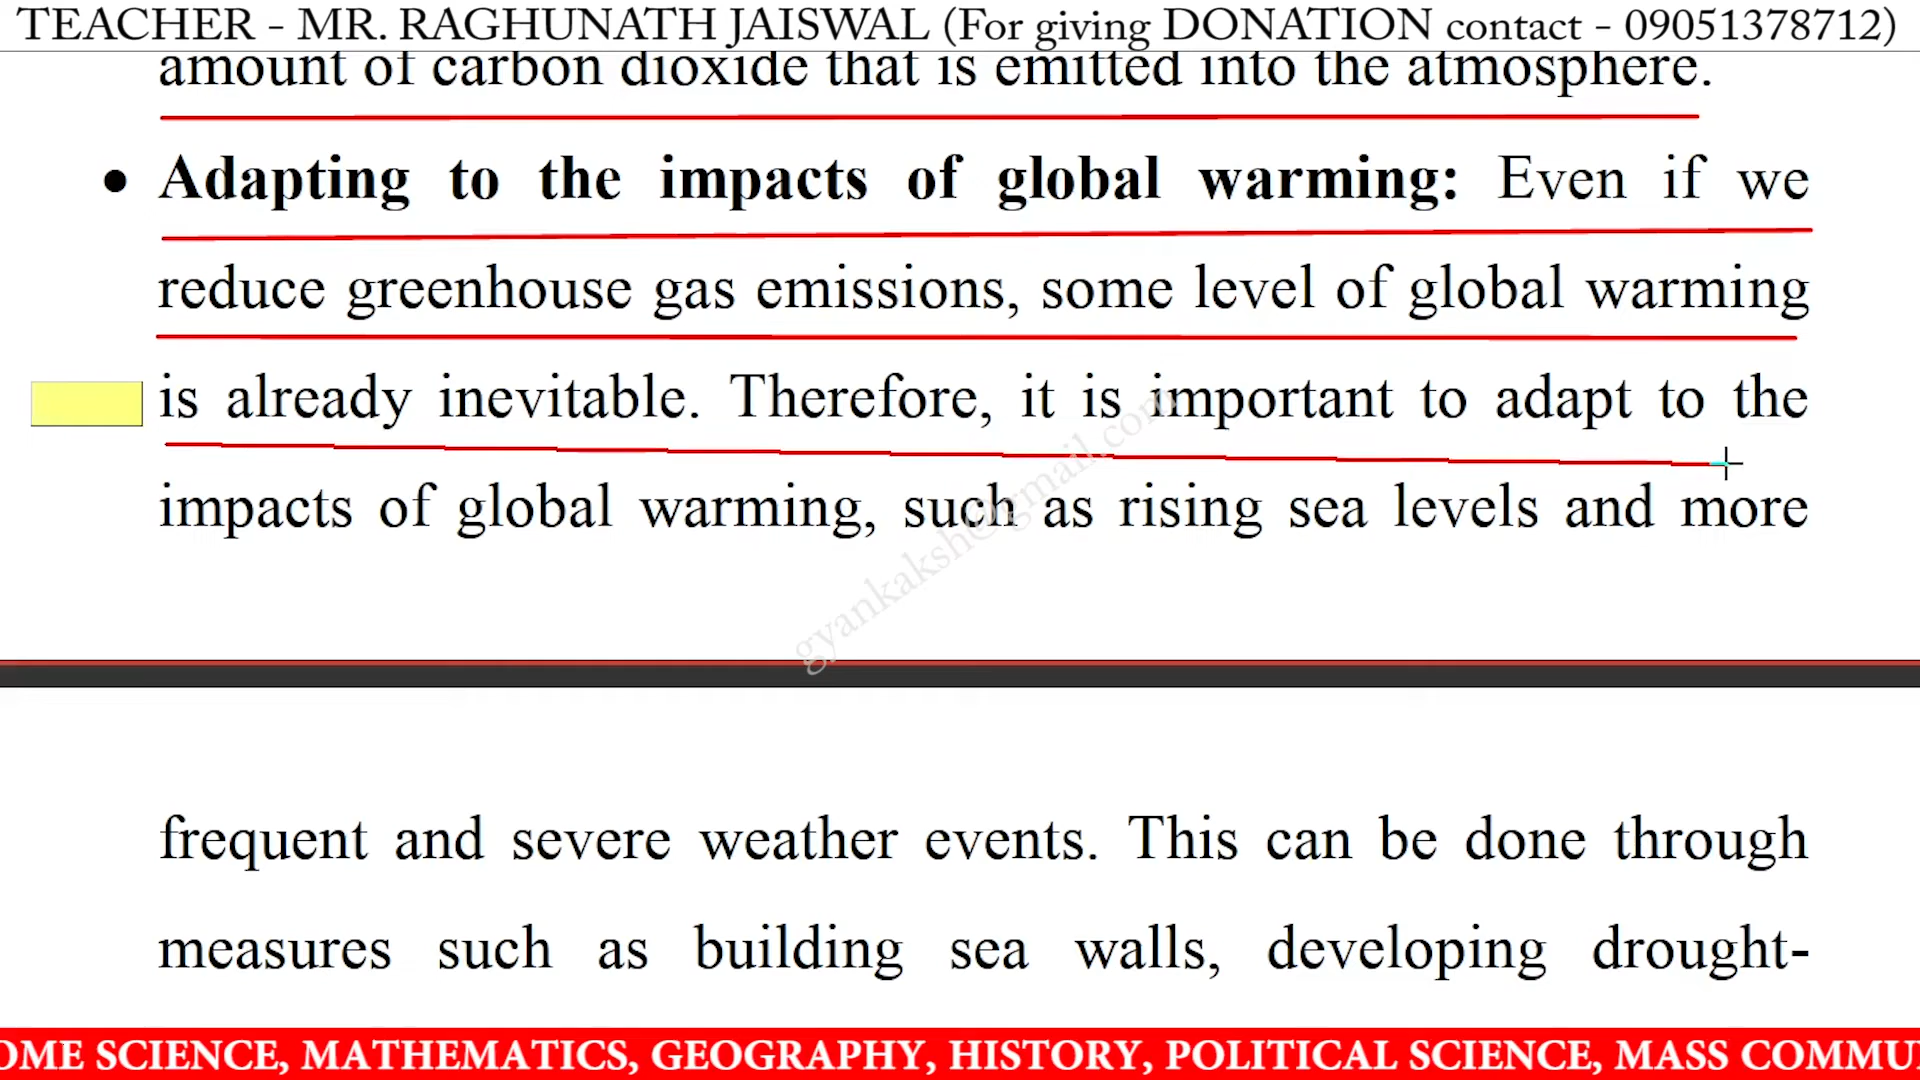 TEACHER - MR. RAGHUNATH JAISWAL (For giving DONATION contact - 09051378712)
amount of carbon dioxide that is emitted into the atmosphere.
• Adapting to the impacts of global warming: Even if we
reduce greenhouse gas emissions, some level of global warming
is already inevitable. Therefore, it is important to adapt to the
impacts of global warming, such as rising sea levels and more
gyankaksh@gmail.com
frequent and severe weather events. This can be done through
measures such as building sea walls, developing drought-
OME SCIENCE, MATHEMATICS, GEOGRAPHY, HISTORY, POLITICAL SCIENCE, MASS COMMU